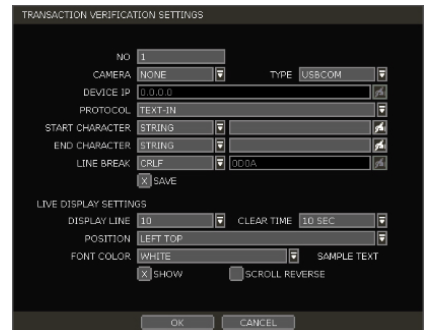 TRANSACTION VERIFICATION SETTINGS
NO 1
CAMERA NONE TYPE USBCOM
DEVICE IP 0.0.0.0
PROTOCOL TEXT-IN
START CHARACTER STRING
END CHARACTER STRING
LINE BREAK CRLF 0D0A
X SAVE
LIVE DISPLAY SETTINGS
DISPLAY LINE 10 CLEAR TIME 10 SEC
POSITION LEFT TOP
FONT COLOR WHITE SAMPLE TEXT
X SHOW SCROLL REVERSE
OK CANCEL